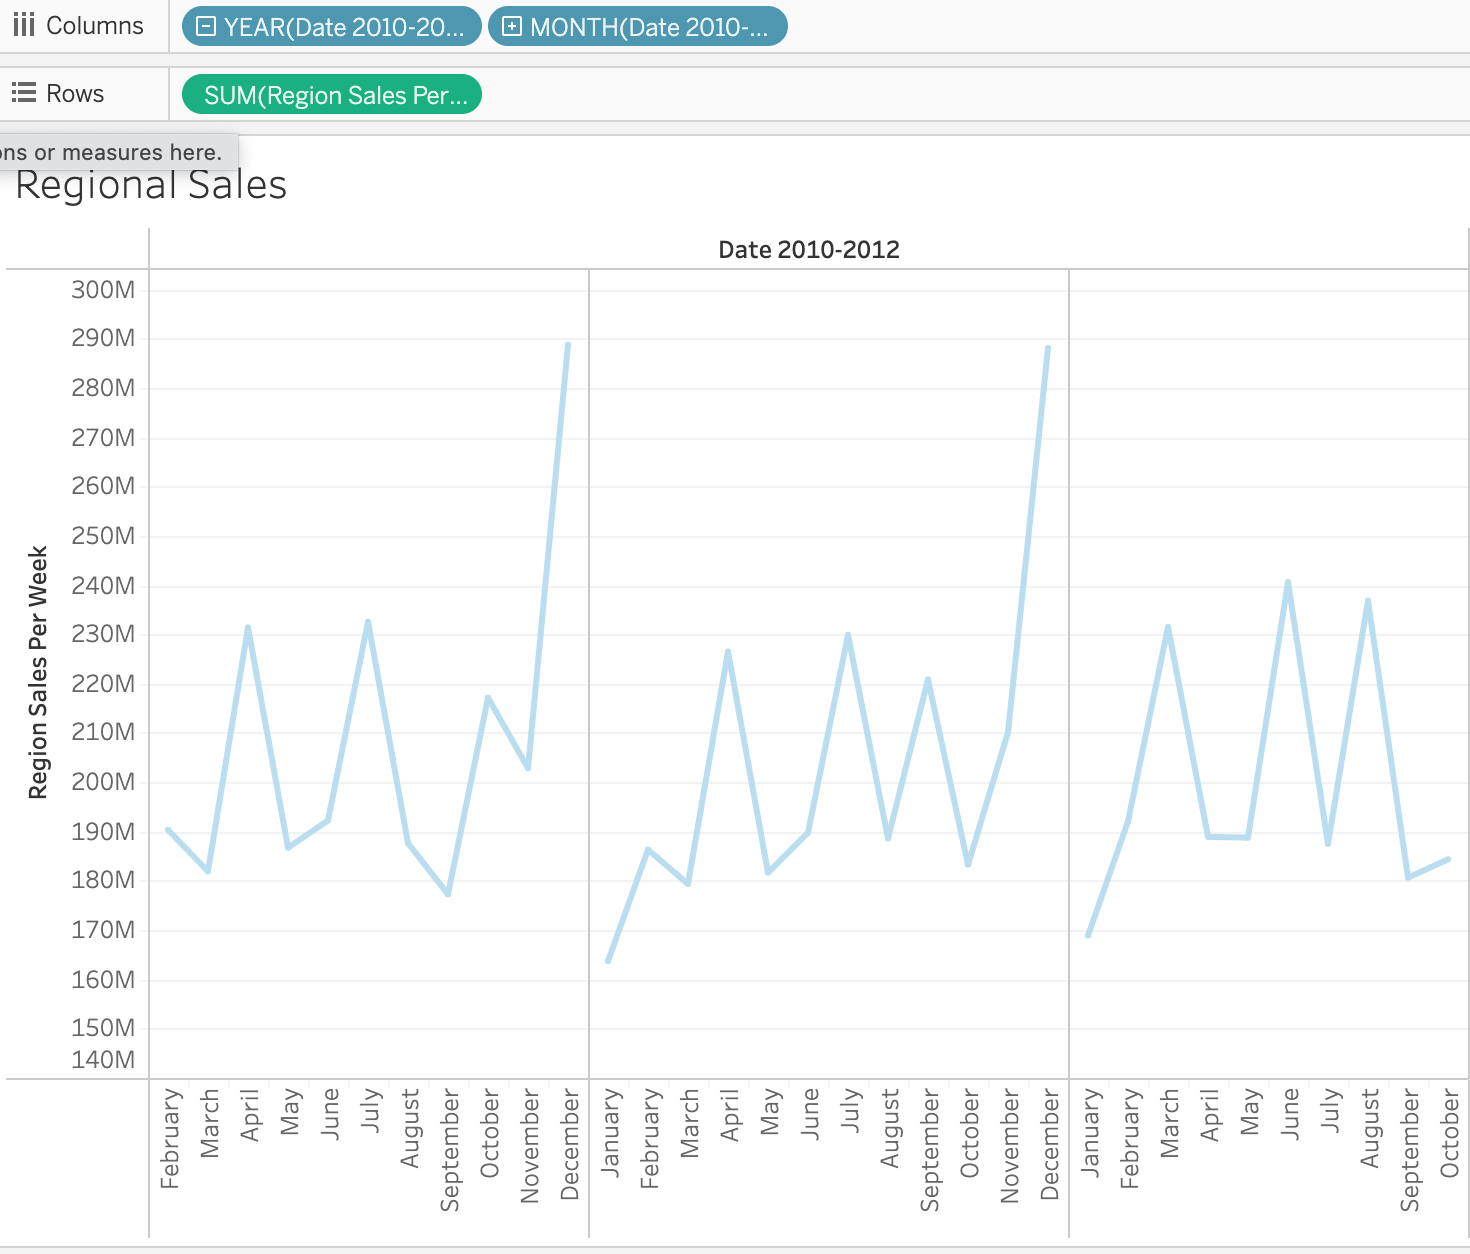 Columns
YEAR(Date 2010-20...
MONTH(Date 2010-...
Rows
SUM(Region Sales Per...
ons or measures here.
Regional Sales
Date 2010-2012
Region Sales Per Week
300M
290M
280M
270M
260M
250M
240M
230M
220M
210M
200M
190M
180M
170M
160M
150M
140M
February
March
April
May
June
July
August
September
October
November
December
January
February
March
April
May
June
July
August
September
October
November
December
January
February
March
April
May
June
July
August
September
October